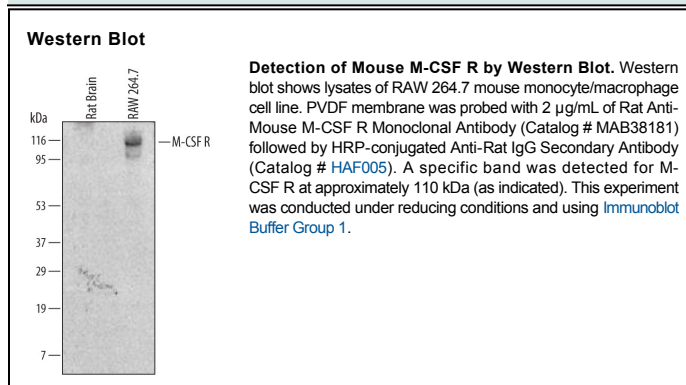 Western Blot
Rat Brain
RAW 264.7
kDa
116
M-CSF R
95
53
37
29
19
7
Detection of Mouse M-CSF R by Western Blot. Western
blot shows lysates of RAW 264.7 mouse monocyte/macrophage
cell line. PVDF membrane was probed with 2 µg/mL of Rat Anti-
Mouse M-CSF R Monoclonal Antibody (Catalog # MAB38181)
followed by HRP-conjugated Anti-Rat IgG Secondary Antibody
(Catalog # HAF005). A specific band was detected for M-
CSF R at approximately 110 kDa (as indicated). This experiment
was conducted under reducing conditions and using Immunoblot
Buffer Group 1.